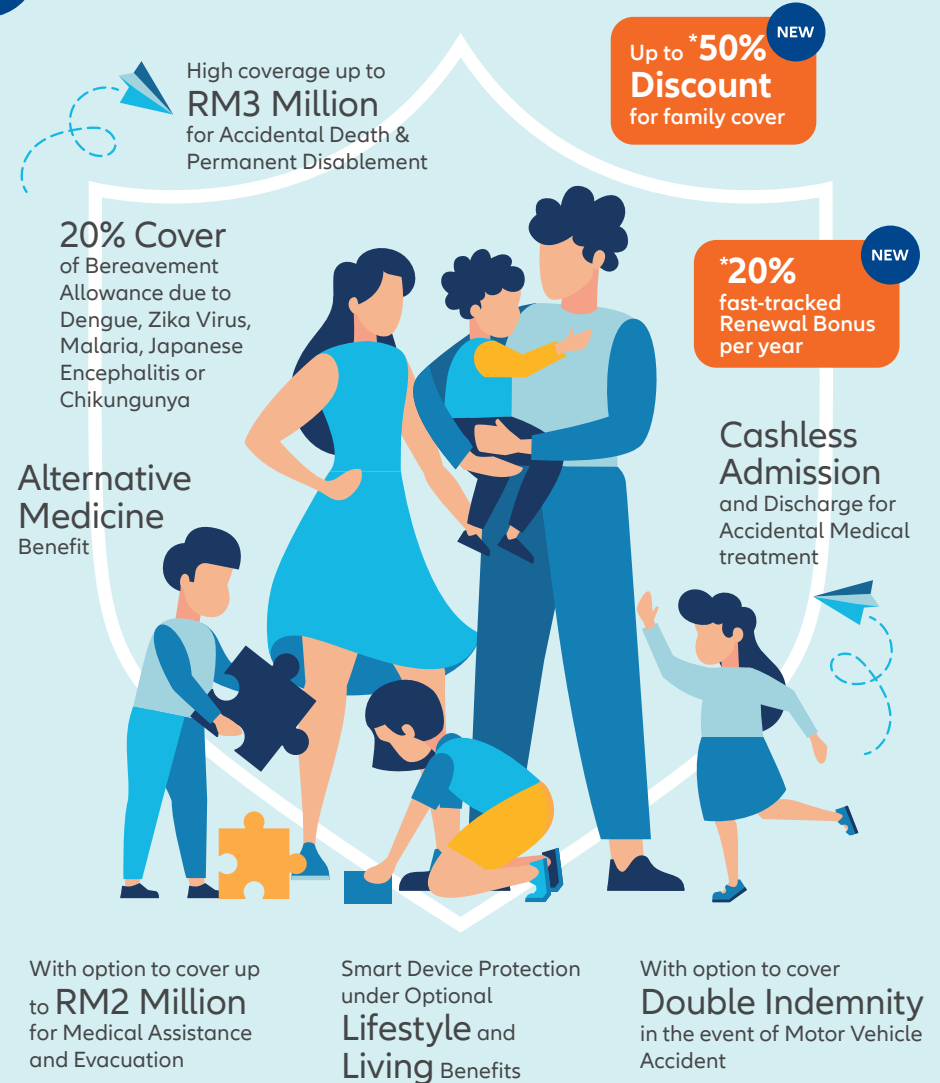 High coverage up to
RM3 Million
for Accidental Death &
Permanent Disablement
Up to *50%
Discount
for family cover
NEW
20% Cover
of Bereavement
Allowance due to
Dengue, Zika Virus,
Malaria, Japanese
Encephalitis or
Chikungunya
*20%
fast-tracked
Renewal Bonus
per year
NEW
Alternative
Medicine
Benefit
Cashless
Admission
and Discharge for
Accidental Medical
treatment
With option to cover up
to RM2 Million
for Medical Assistance
and Evacuation
Smart Device Protection
under Optional
Lifestyle and
Living Benefits
With option to cover
Double Indemnity
in the event of Motor Vehicle
Accident